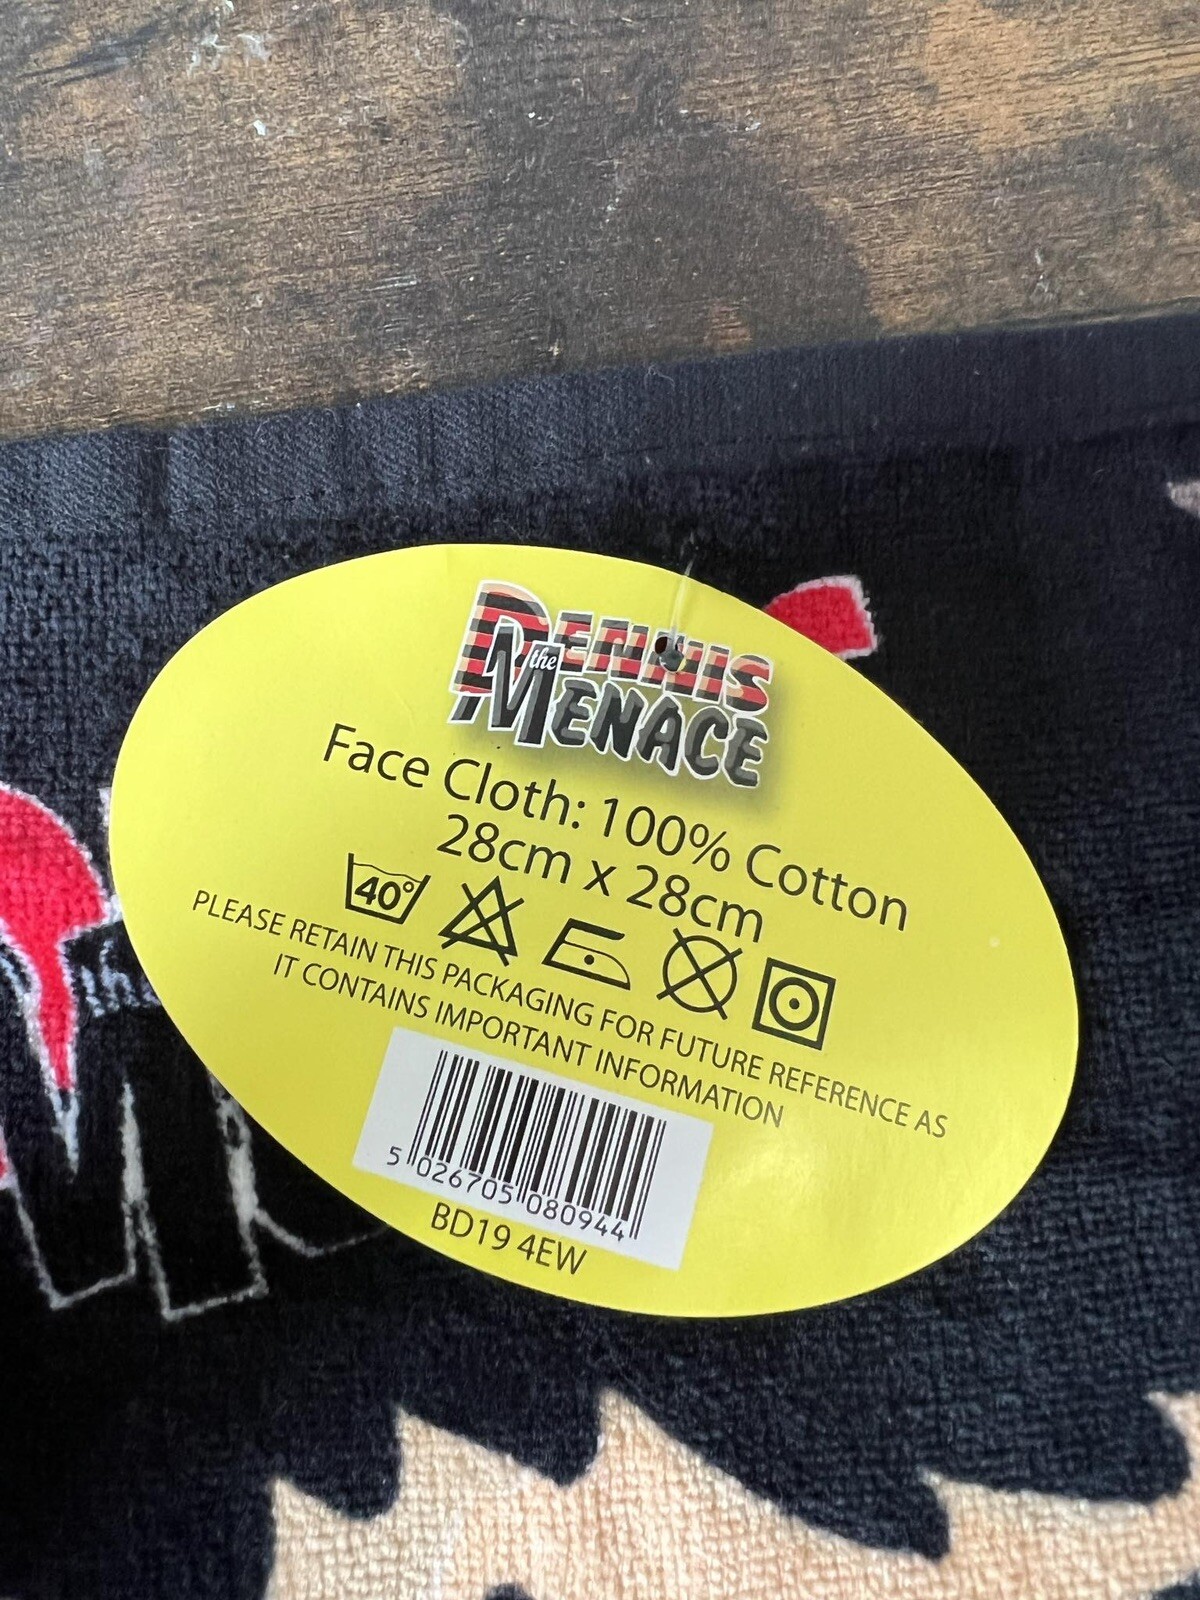 DENNIS
the
MENACE
Face Cloth: 100% Cotton
28cm x 28cm
40°
PLEASE RETAIN THIS PACKAGING FOR FUTURE REFERENCE AS
IT CONTAINS IMPORTANT INFORMATION
5 026705 080944
BD19 4EW
the